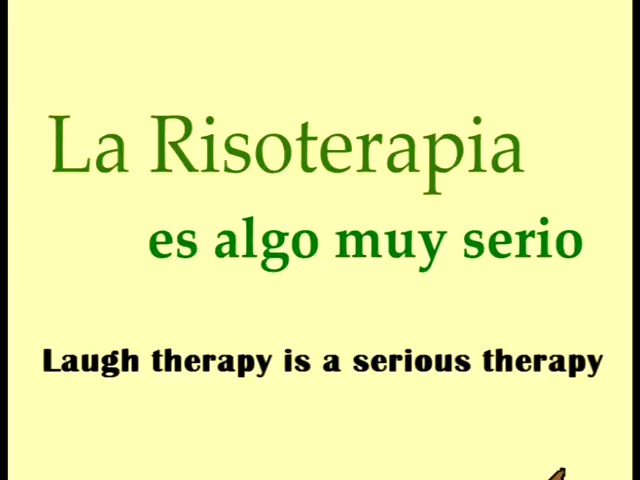 La Risoterapia
es algo muy serio
Laugh therapy is a serious therapy